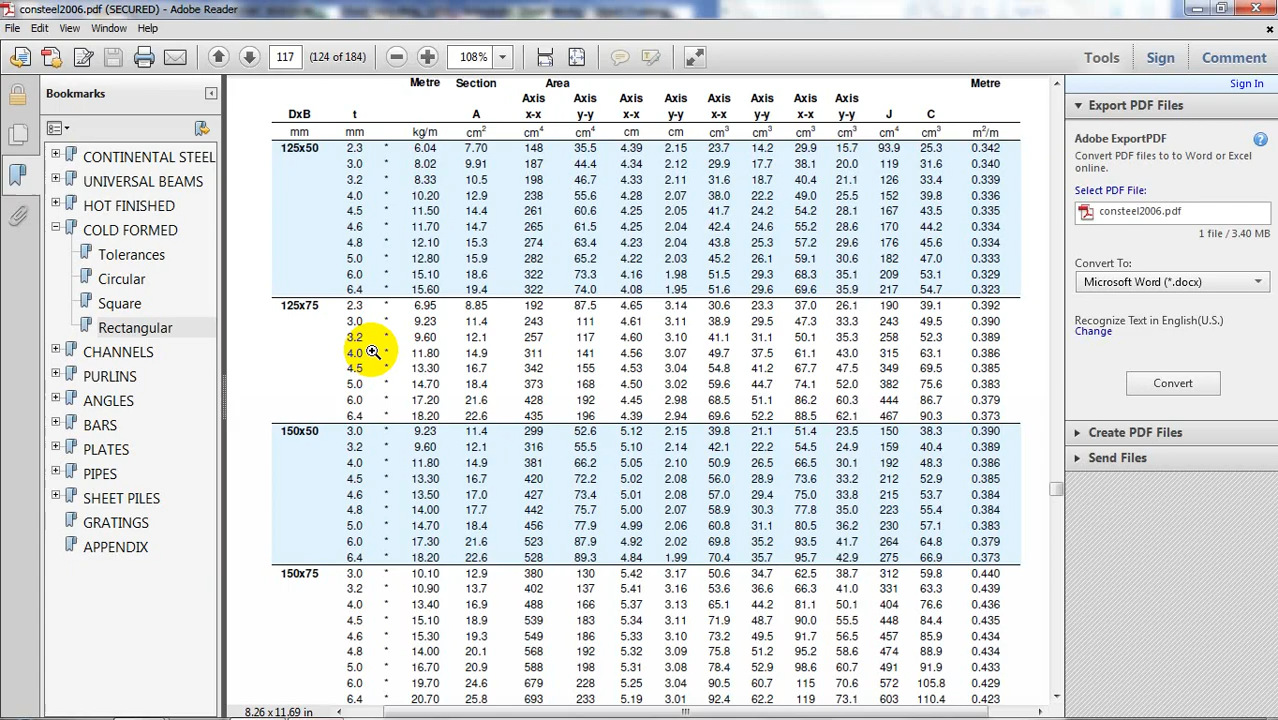 consteel2006.pdf (SECURED) - Adobe Reader
File Edit View Window Help
117 (124 of 184) 108% Tools Sign Comment
Bookmarks
CONTINENTAL STEEL
UNIVERSAL BEAMS
HOT FINISHED
COLD FORMED
Tolerances
Circular
Square
Rectangular
CHANNELS
PURLINS
ANGLES
BARS
PLATES
PIPES
SHEET PILES
GRATINGS
APPENDIX
Metre Section Area Metre
Axis Axis Axis Axis Axis Axis Axis Axis
DxB t A x-x y-y x-x y-y x-x y-y x-x y-y J C
mm mm kg/m cm² cm⁴ cm⁴ cm cm cm³ cm³ cm³ cm³ cm⁴ cm³ m²/m
125x50 2.3 * 6.04 7.70 148 35.5 4.39 2.15 23.7 14.2 29.9 15.7 93.9 25.3 0.342
3.0 * 8.02 9.91 187 44.4 4.34 2.12 29.9 17.7 38.1 20.0 119 31.6 0.340
3.2 * 8.33 10.5 198 46.7 4.33 2.11 31.6 18.7 40.4 21.1 126 33.4 0.339
4.0 * 10.20 12.9 238 55.6 4.28 2.07 38.0 22.2 49.0 25.5 152 39.8 0.336
4.5 * 11.50 14.4 261 60.6 4.25 2.05 41.7 24.2 54.2 28.1 167 43.5 0.335
4.6 * 11.70 14.7 265 61.5 4.25 2.04 42.4 24.6 55.2 28.6 170 44.2 0.334
4.8 * 12.10 15.3 274 63.4 4.23 2.04 43.8 25.3 57.2 29.6 176 45.6 0.334
5.0 * 12.80 15.9 282 65.2 4.22 2.03 45.2 26.1 59.1 30.6 182 47.0 0.333
6.0 * 15.10 18.6 322 73.3 4.16 1.98 51.5 29.3 68.3 35.1 209 53.1 0.329
6.4 * 15.60 19.4 322 74.0 4.08 1.95 51.6 29.6 69.6 35.9 217 54.7 0.323
125x75 2.3 * 6.95 8.85 192 87.5 4.65 3.14 30.6 23.3 37.0 26.1 190 39.1 0.392
3.0 * 9.23 11.4 243 111 4.61 3.11 38.9 29.5 47.3 33.3 243 49.5 0.390
3.2 * 9.60 12.1 257 117 4.60 3.11 41.1 31.1 50.1 35.3 258 52.3 0.389
4.0 * 11.80 14.9 311 141 4.56 3.07 49.7 37.5 61.1 43.0 315 63.1 0.386
4.5 * 13.30 16.7 342 155 4.53 3.04 54.8 41.2 67.7 47.5 349 69.5 0.385
5.0 * 14.70 18.4 373 168 4.50 3.02 59.6 44.7 74.1 52.0 382 75.6 0.383
6.0 * 17.20 21.6 428 192 4.45 2.98 68.5 51.1 86.2 60.3 444 86.7 0.379
6.4 * 18.20 22.6 435 196 4.39 2.94 69.6 52.2 88.5 62.1 467 90.3 0.373
150x50 3.0 * 9.23 11.4 299 52.6 5.12 2.15 39.8 21.1 51.4 23.5 150 38.3 0.390
3.2 * 9.60 12.1 316 55.5 5.10 2.14 42.1 22.2 54.5 24.9 159 40.4 0.389
4.0 * 11.80 14.9 381 66.2 5.05 2.10 50.9 26.5 66.5 30.1 192 48.3 0.386
4.5 * 13.30 16.7 420 72.2 5.02 2.08 56.0 28.9 73.6 33.2 212 52.9 0.385
4.6 * 13.50 17.0 427 73.4 5.01 2.08 57.0 29.4 75.0 33.8 215 53.7 0.384
4.8 * 14.00 17.7 442 75.7 5.00 2.07 58.9 30.3 77.8 35.0 223 55.4 0.384
5.0 * 14.70 18.4 456 77.9 4.99 2.06 60.8 31.1 80.5 36.2 230 57.1 0.383
6.0 * 17.30 21.6 523 87.9 4.92 2.02 69.8 35.2 93.5 41.7 264 64.8 0.379
6.4 * 18.20 22.6 528 89.3 4.84 1.99 70.4 35.7 95.7 42.9 275 66.9 0.373
150x75 3.0 * 10.10 12.9 380 130 5.42 3.17 50.6 34.7 62.5 38.7 312 59.8 0.440
3.2 * 10.90 13.7 402 137 5.41 3.16 53.6 36.6 66.3 41.0 331 63.3 0.439
4.0 * 13.40 16.9 488 166 5.37 3.13 65.1 44.2 81.1 50.1 404 76.6 0.436
4.5 * 15.10 18.9 539 183 5.34 3.11 71.9 48.7 90.0 55.5 448 84.4 0.435
4.6 * 15.30 19.3 549 186 5.33 3.10 73.2 49.5 91.7 56.5 457 85.9 0.434
4.8 * 14.00 20.1 568 192 5.32 3.09 75.8 51.2 95.2 58.6 474 88.9 0.434
5.0 * 16.70 20.9 588 198 5.31 3.08 78.4 52.9 98.6 60.7 491 91.9 0.433
6.0 * 19.70 24.6 679 228 5.25 3.04 90.5 60.7 115 70.6 572 105.8 0.429
6.4 * 20.70 25.8 693 233 5.19 3.01 92.4 62.2 119 73.1 603 110.4 0.423
8.26 x 11.69 in
Sign In
Export PDF Files
Adobe ExportPDF
Convert PDF files to to Word or Excel
online.
Select PDF File:
consteel2006.pdf
1 file / 3.40 MB
Convert To:
Microsoft Word (*.docx)
Recognize Text in English(U.S.)
Change
Convert
Create PDF Files
Send Files